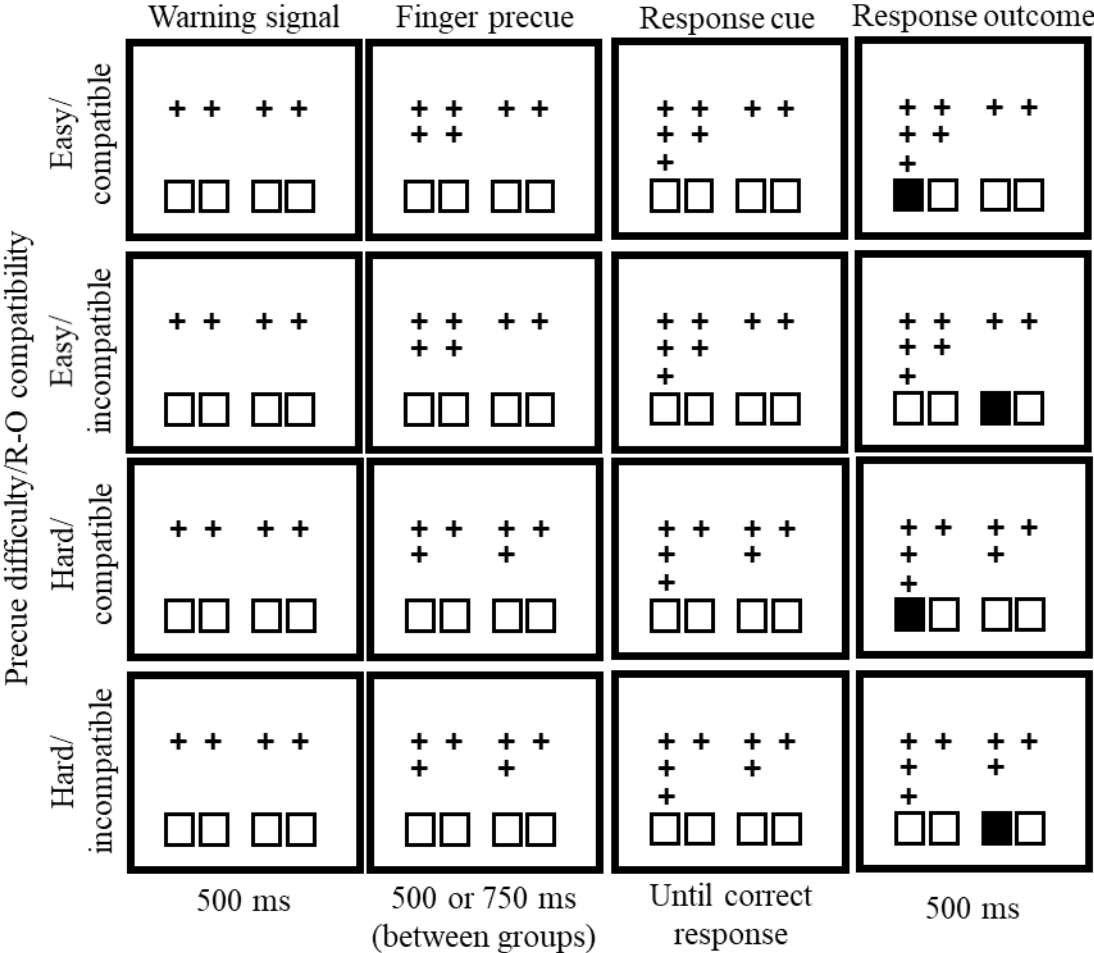 Warning signal
Finger precue
Response cue
Response outcome
Precue difficulty/R-O compatibility
Easy/
compatible
Easy/
incompatible
Hard/
compatible
Hard/
incompatible
500 ms
500 or 750 ms
(between groups)
Until correct
response
500 ms